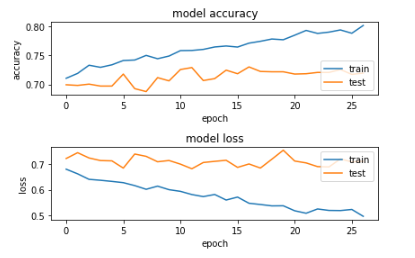 model accuracy
0.80
0.75
0.70
accuracy
train
test
0 5 10 15 20 25
epoch
model loss
0.7
0.6
0.5
loss
train
test
0 5 10 15 20 25
epoch